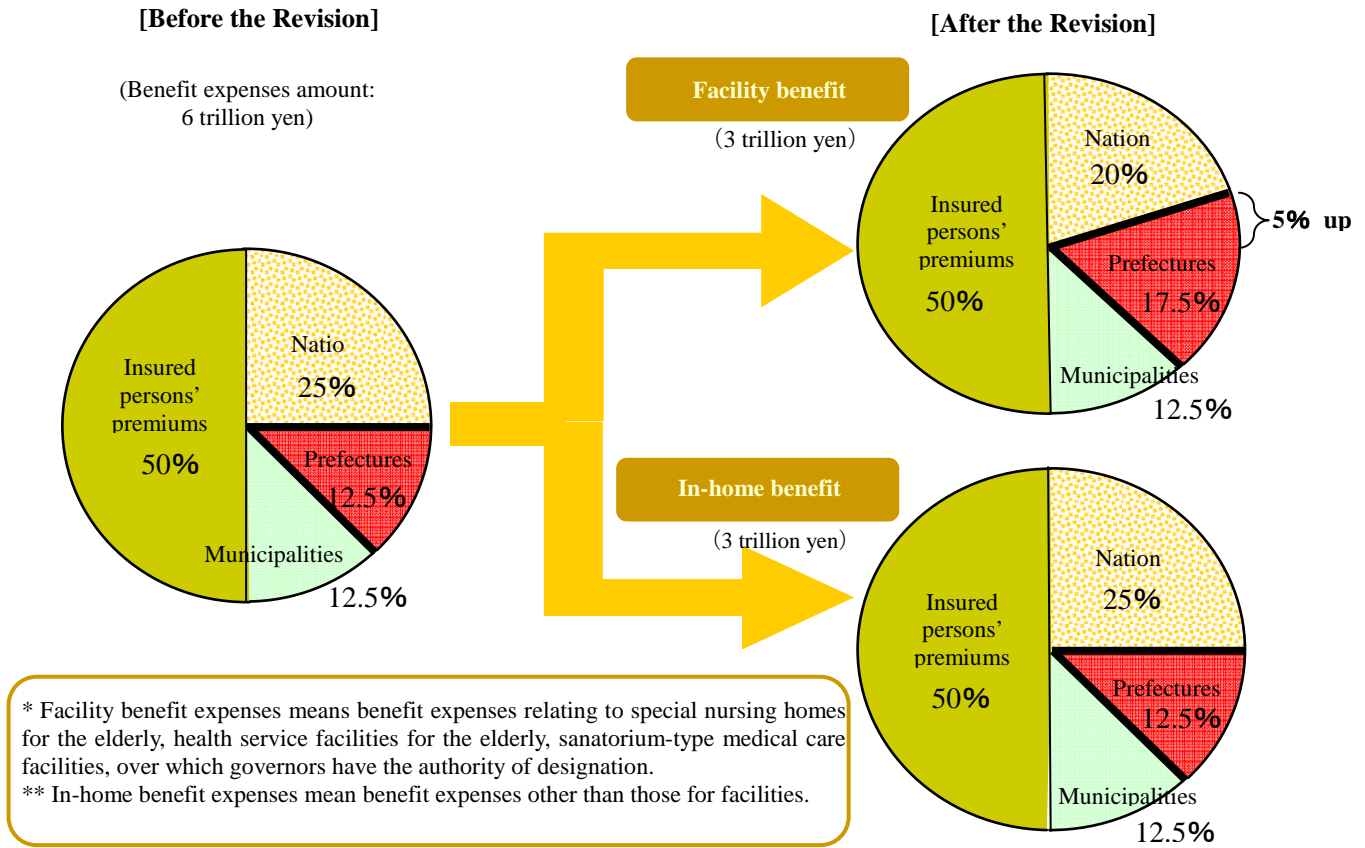 [Before the Revision]
(Benefit expenses amount:
6 trillion yen)
Insured
persons’
premiums
50%
Natio
25%
Prefectures
12.5%
Municipalities
12.5%
[After the Revision]
Facility benefit
(3 trillion yen)
Insured
persons’
premiums
50%
Nation
20%
5% up
Prefectures
17.5%
Municipalities
12.5%
In-home benefit
(3 trillion yen)
Insured
persons’
premiums
50%
Nation
25%
Prefectures
12.5%
Municipalities
12.5%
* Facility benefit expenses means benefit expenses relating to special nursing homes
for the elderly, health service facilities for the elderly, sanatorium-type medical care
facilities, over which governors have the authority of designation.
** In-home benefit expenses mean benefit expenses other than those for facilities.